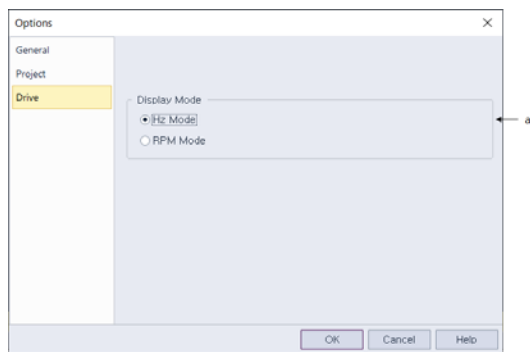 Options
General
Project
Drive
Display Mode
Hz Mode
RPM Mode
a
OK
Cancel
Help